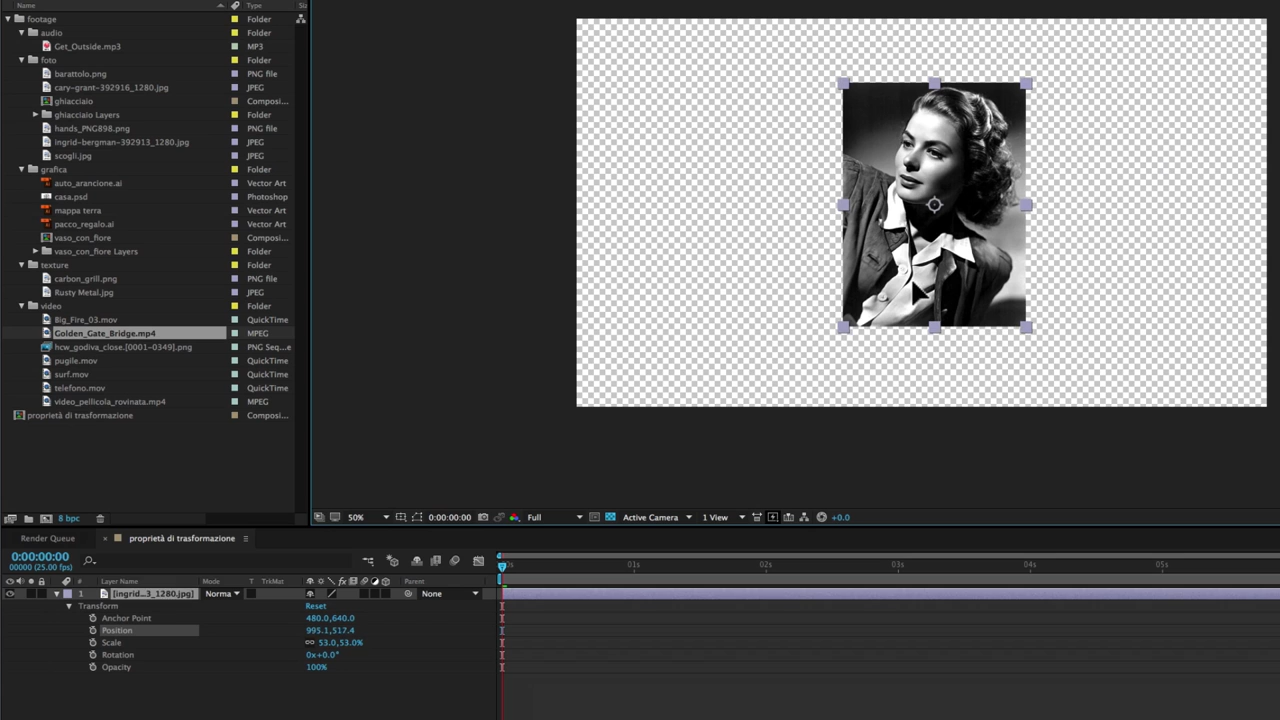 Name Type Siz
footage Folder
audio Folder
Get_Outside.mp3 MP3
foto Folder
barattolo.png PNG file
cary-grant-392916_1280.jpg JPEG
ghiacciaio Composi...
ghiacciaio Layers Folder
hands_PNG898.png PNG file
ingrid-bergman-392913_1280.jpg JPEG
scogli.jpg JPEG
grafica Folder
auto_arancione.ai Vector Art
casa.psd Photoshop
mappa terra Vector Art
pacco_regalo.ai Vector Art
vaso_con_fiore Composi...
vaso_con_fiore Layers Folder
texture Folder
carbon_grill.png PNG file
Rusty Metal.jpg JPEG
video Folder
Big_Fire_03.mov QuickTime
Golden_Gate_Bridge.mp4 MPEG
hcw_godiva_close.[0001-0349].png PNG Seq...e
pugile.mov QuickTime
surf.mov QuickTime
telefono.mov QuickTime
video_pellicola_rovinata.mp4 MPEG
proprietà di trasformazione Composi...
8 bpc 50% 0:00:00:00 Full Active Camera 1 View +0.0
Render Queue × proprietà di trasformazione
0:00:00:00
00000 (25.00 fps) 01s 02s 03s 04s 05s
# Layer Name Mode T TrkMat fx Parent
1 [ingrid...3_1280.jpg] Norma None
Transform Reset
Anchor Point 480.0,640.0
Position 995.1,517.4
Scale 53.0,53.0%
Rotation 0x+0.0°
Opacity 100%